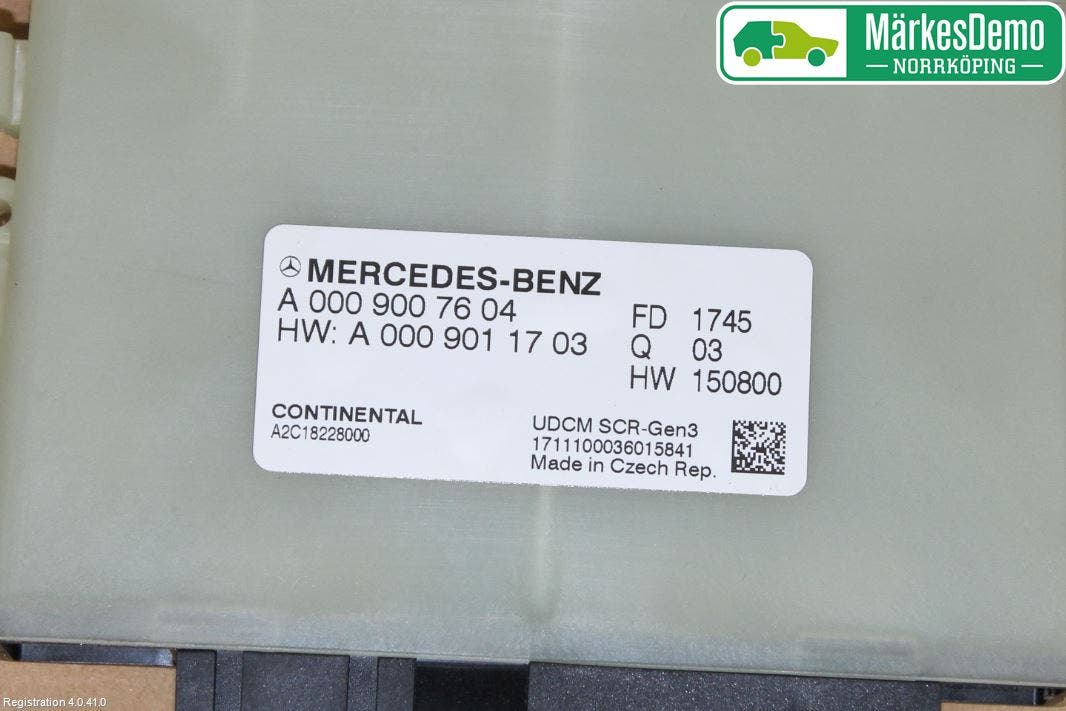 MärkesDemo
NORRKÖPING
MERCEDES-BENZ
A 000 900 76 04
HW: A 000 901 17 03
FD 1745
Q 03
HW 150800
CONTINENTAL
A2C18228000
UDCM SCR-Gen3
1711100036015841
Made in Czech Rep.
Registration 4.0.41.0